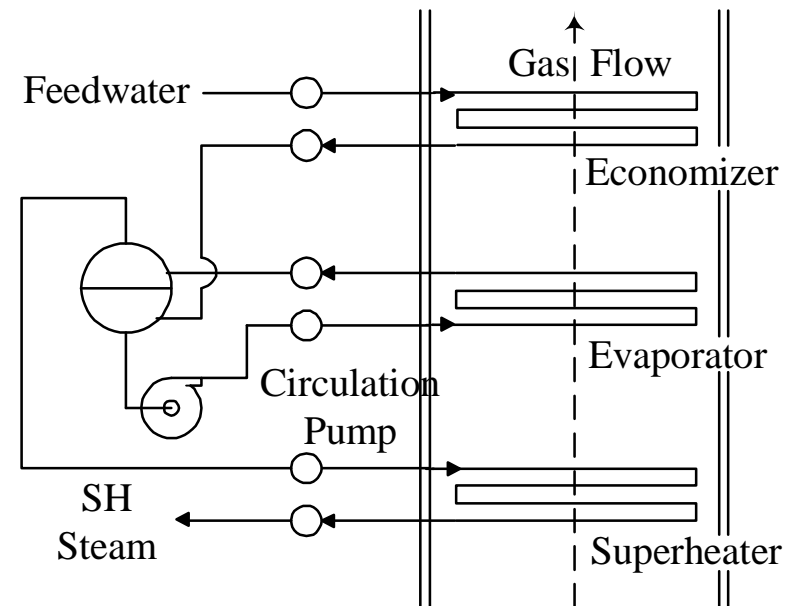 Gas Flow
Feedwater
Economizer
Evaporator
Circulation
Pump
SH
Steam
Superheater